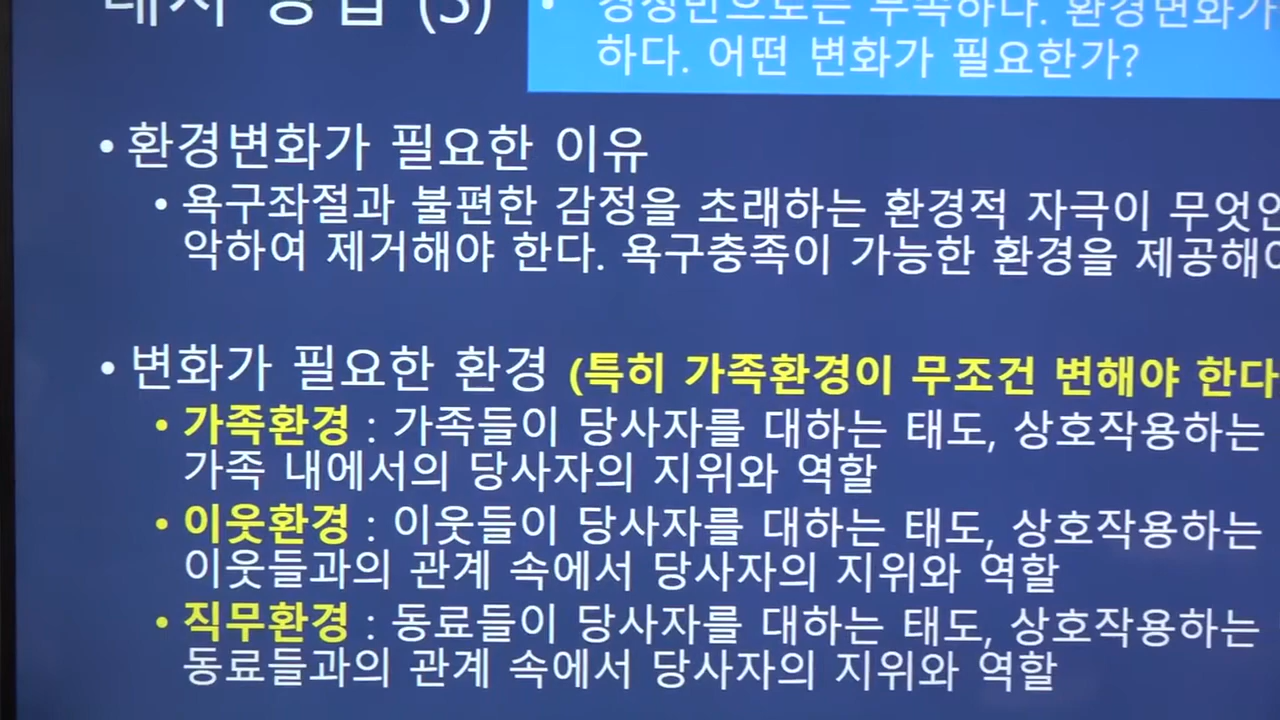 (3)
하다. 어떤 변화가 필요한가?
• 환경변화가 필요한 이유
• 욕구좌절과 불편한 감정을 초래하는 환경적 자극이
악하여 제거해야 한다. 욕구충족이 가능한 환경을
• 변화가 필요한 환경 (특히 가족환경이 무조건 변해야 한다
• 가족환경 : 가족들이 당사자를 대하는 태도, 상호작용하는
가족 내에서의 당사자의 지위와 역할
• 이웃환경 : 이웃들이 당사자를 대하는 태도, 상호작용하는
이웃들과의 관계 속에서 당사자의 지위와 역할
• 직무환경 : 동료들이 당사자를 대하는 태도, 상호작용하는
동료들과의 관계 속에서 당사자의 지위와 역할